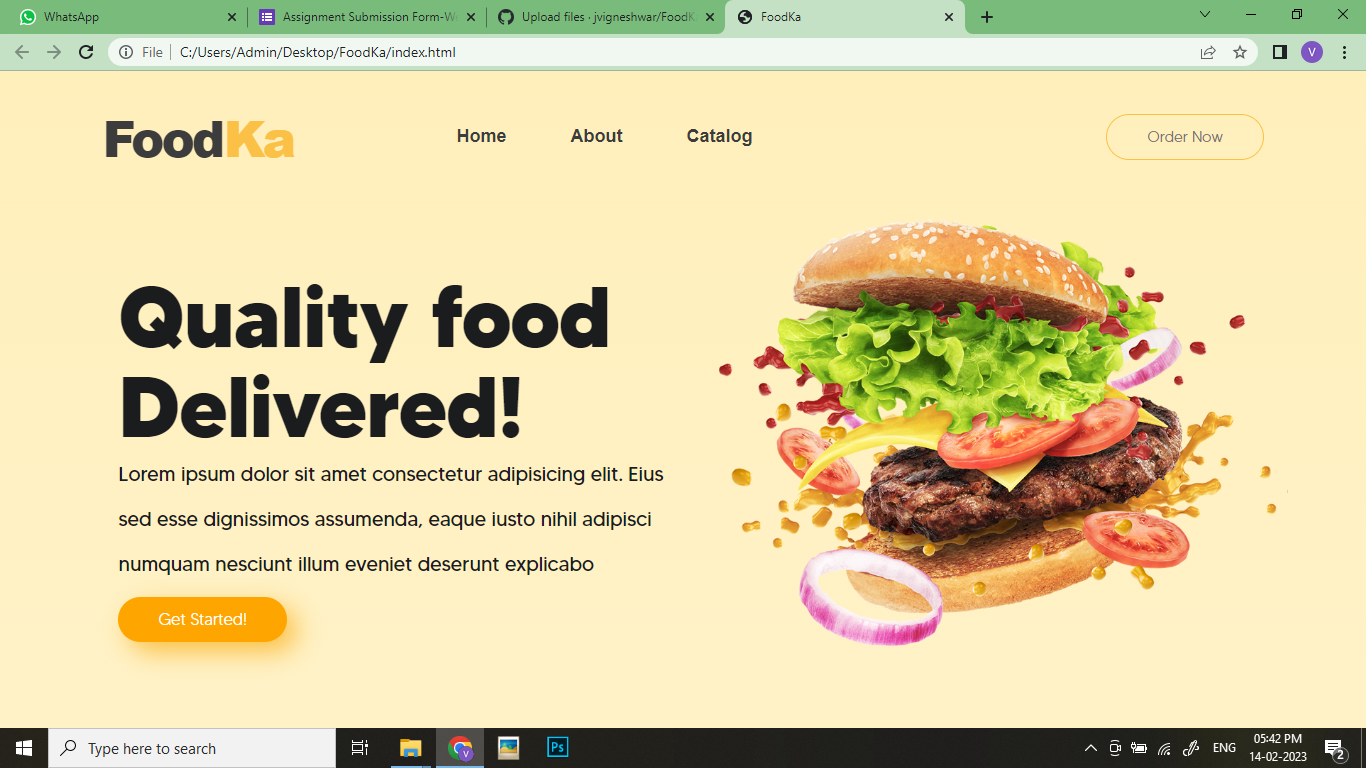 WhatsApp
Assignment Submission Form-W
Upload files · jvigneshwar/FoodK
FoodKa
File
C:/Users/Admin/Desktop/FoodKa/index.html
V
FoodKa
Home
About
Catalog
Order Now
Quality food
Delivered!
Lorem ipsum dolor sit amet consectetur adipisicing elit. Eius
sed esse dignissimos assumenda, eaque iusto nihil adipisci
numquam nesciunt illum eveniet deserunt explicabo
Get Started!
Type here to search
V
Ps
ENG
05:42 PM
14-02-2023
2